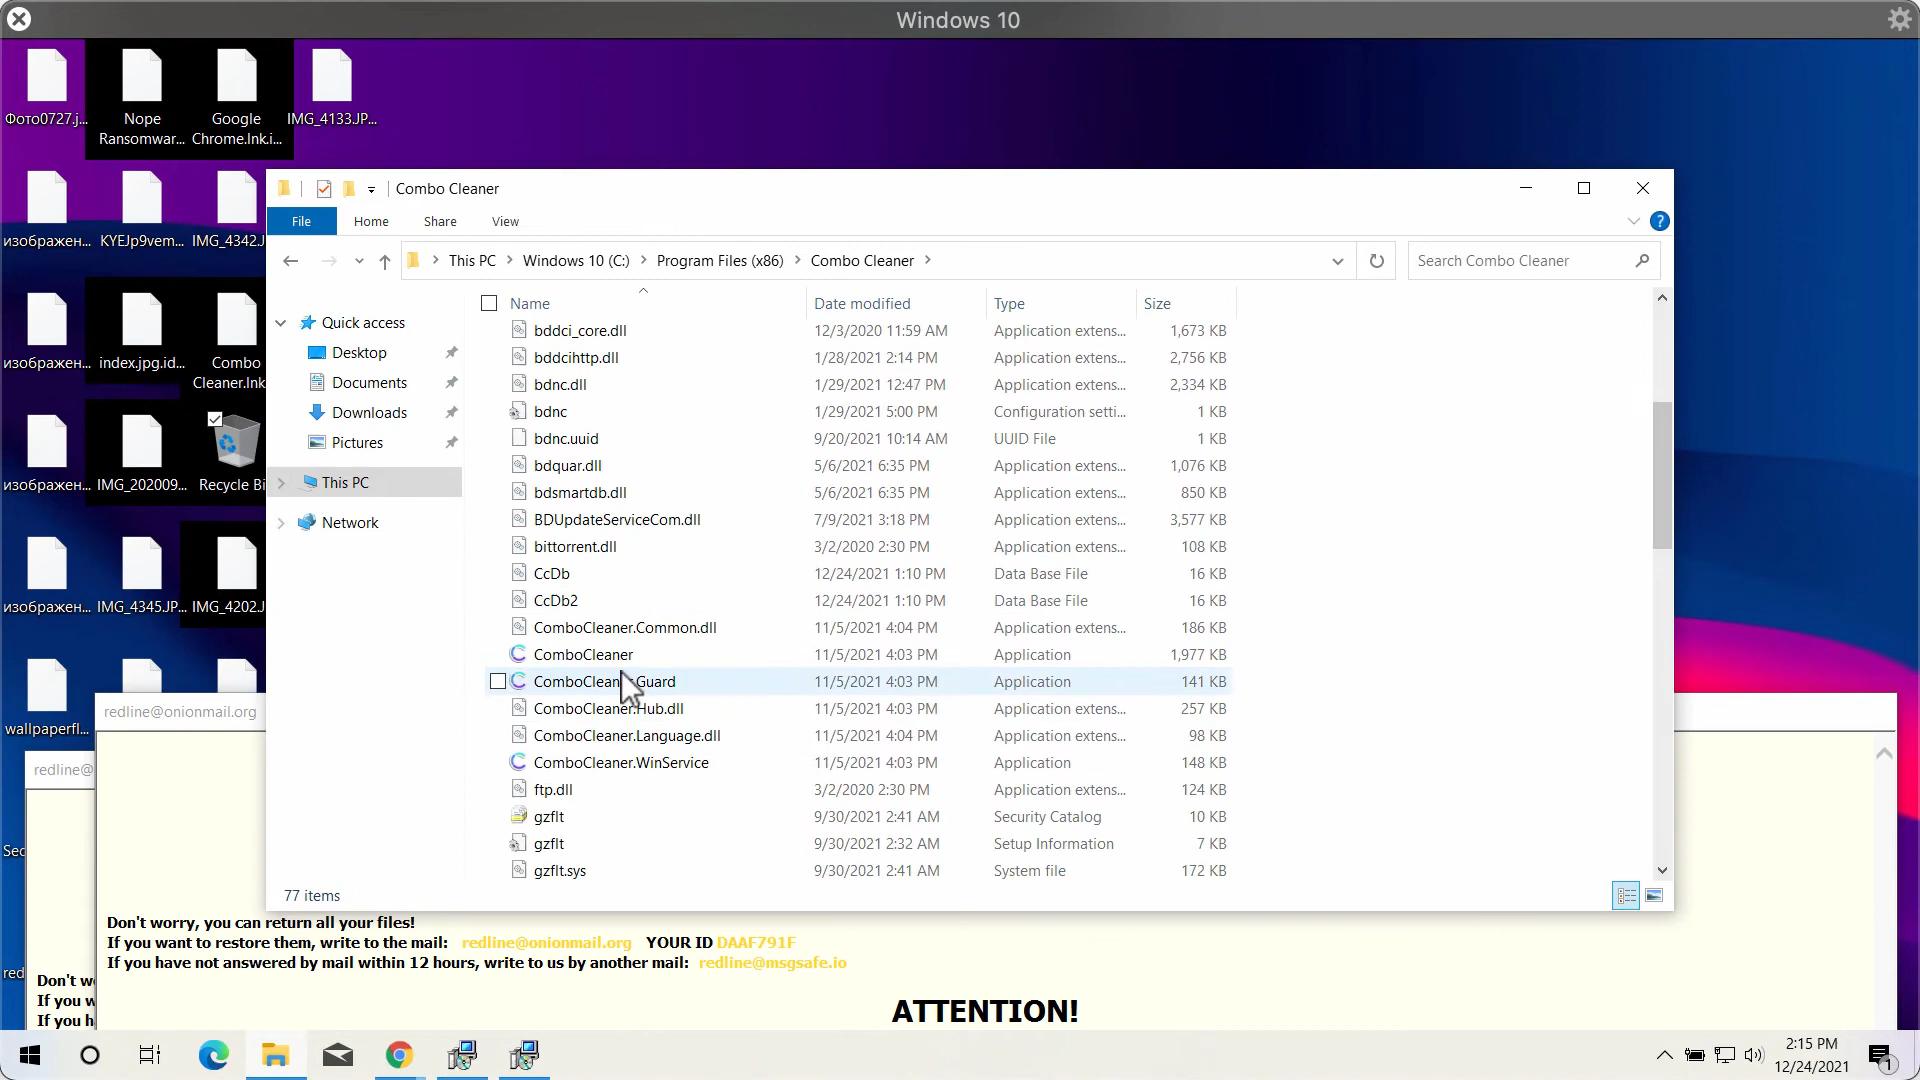 Windows 10
Фото0727.j...
Nope
Ransomwar...
Google
Chrome.lnk.i...
IMG_4133.JP...
изображен...
KYEJp9vem...
IMG_4342.J
изображен...
index.jpg.id...
Combo
Cleaner.lnk
изображен...
IMG_202009...
Recycle Bi
изображен...
IMG_4345.JP...
IMG_4202.J
wallpaperfl...
Sec
red
Combo Cleaner
File
Home
Share
View
This PC
Windows 10 (C:)
Program Files (x86)
Combo Cleaner
Search Combo Cleaner
Quick access
Desktop
Documents
Downloads
Pictures
This PC
Network
Name Date modified Type Size
bddci_core.dll 12/3/2020 11:59 AM Application extens... 1,673 KB
bddcihttp.dll 1/28/2021 2:14 PM Application extens... 2,756 KB
bdnc.dll 1/29/2021 12:47 PM Application extens... 2,334 KB
bdnc 1/29/2021 5:00 PM Configuration setti... 1 KB
bdnc.uuid 9/20/2021 10:14 AM UUID File 1 KB
bdquar.dll 5/6/2021 6:35 PM Application extens... 1,076 KB
bdsmartdb.dll 5/6/2021 6:35 PM Application extens... 850 KB
BDUpdateServiceCom.dll 7/9/2021 3:18 PM Application extens... 3,577 KB
bittorrent.dll 3/2/2020 2:30 PM Application extens... 108 KB
CcDb 12/24/2021 1:10 PM Data Base File 16 KB
CcDb2 12/24/2021 1:10 PM Data Base File 16 KB
ComboCleaner.Common.dll 11/5/2021 4:04 PM Application extens... 186 KB
ComboCleaner 11/5/2021 4:03 PM Application 1,977 KB
ComboCleaner.Guard 11/5/2021 4:03 PM Application 141 KB
ComboCleaner.Hub.dll 11/5/2021 4:03 PM Application extens... 257 KB
ComboCleaner.Language.dll 11/5/2021 4:04 PM Application extens... 98 KB
ComboCleaner.WinService 11/5/2021 4:03 PM Application 148 KB
ftp.dll 3/2/2020 2:30 PM Application extens... 124 KB
gzflt 9/30/2021 2:41 AM Security Catalog 10 KB
gzflt 9/30/2021 2:32 AM Setup Information 7 KB
gzflt.sys 9/30/2021 2:41 AM System file 172 KB
77 items
redline@onionmail.org
redline@
Don't worry, you can return all your files!
If you want to restore them, write to the mail: redline@onionmail.org YOUR ID DAAF791F
If you have not answered by mail within 12 hours, write to us by another mail: redline@msgsafe.io
ATTENTION!
Don't w
If you w
If you h
2:15 PM
12/24/2021
1